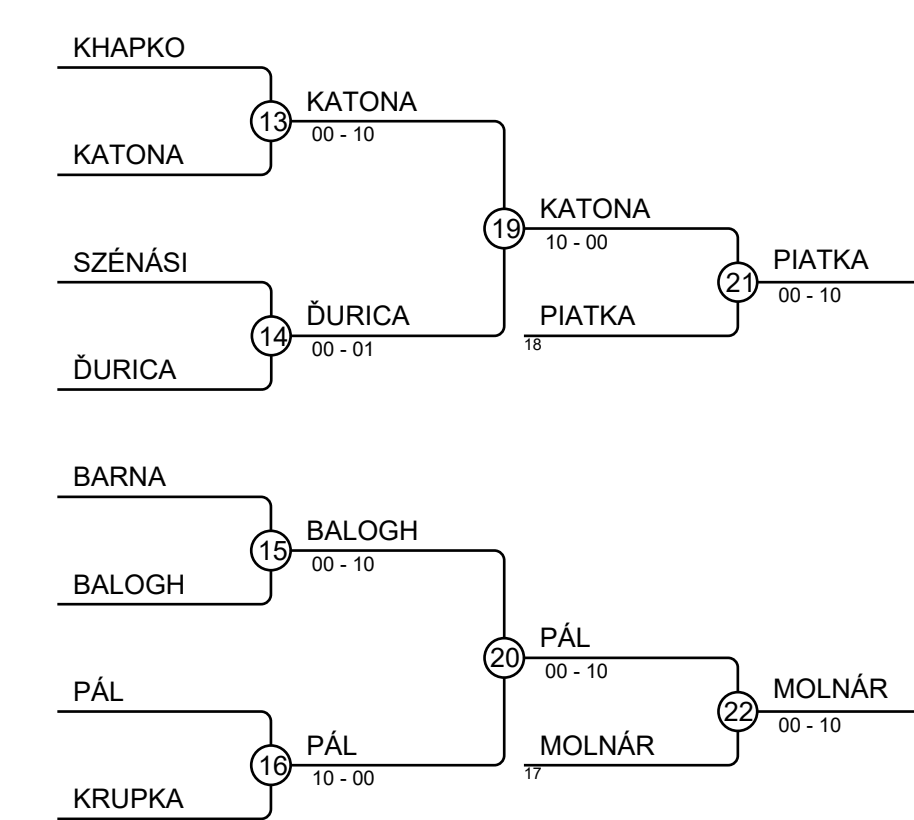 KHAPKO
KATONA
13
00 - 10
KATONA
KATONA
19
10 - 00
SZÉNÁSI
PIATKA
21
00 - 10
ĎURICA
14
00 - 01
PIATKA
18
ĎURICA
BARNA
BALOGH
15
00 - 10
BALOGH
PÁL
20
00 - 10
PÁL
MOLNÁR
22
00 - 10
PÁL
16
10 - 00
MOLNÁR
17
KRUPKA